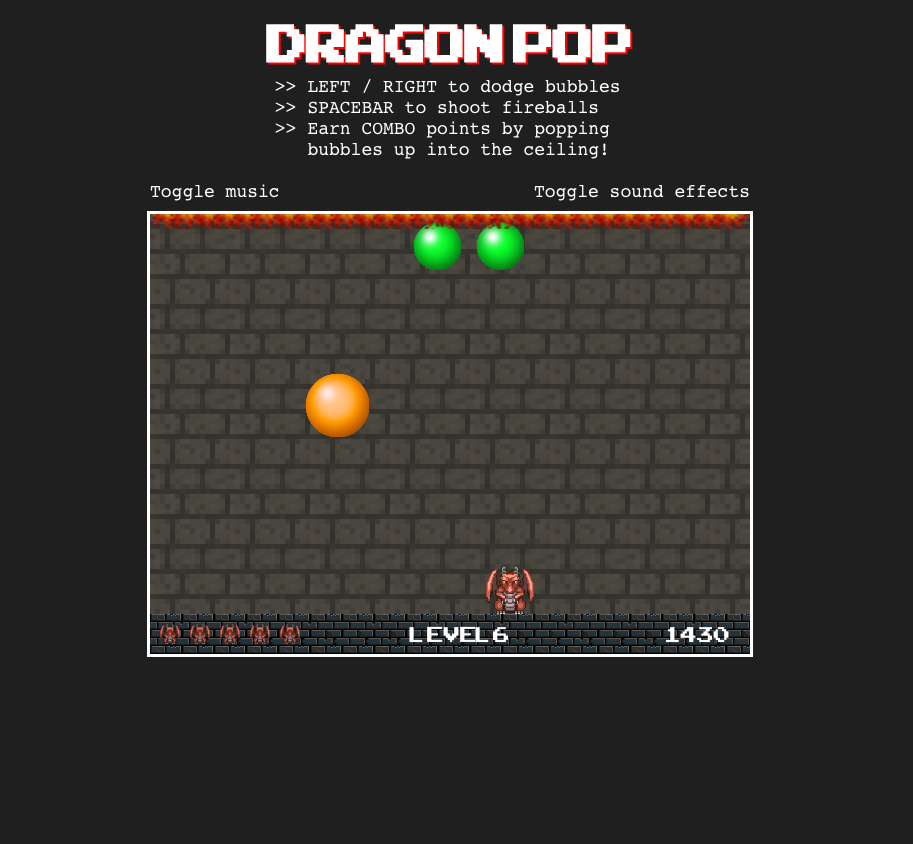 DRAGON POP
>> LEFT / RIGHT to dodge bubbles
>> SPACEBAR to shoot fireballs
>> Earn COMBO points by popping
bubbles up into the ceiling!
Toggle music
Toggle sound effects
LEVEL 6
1430